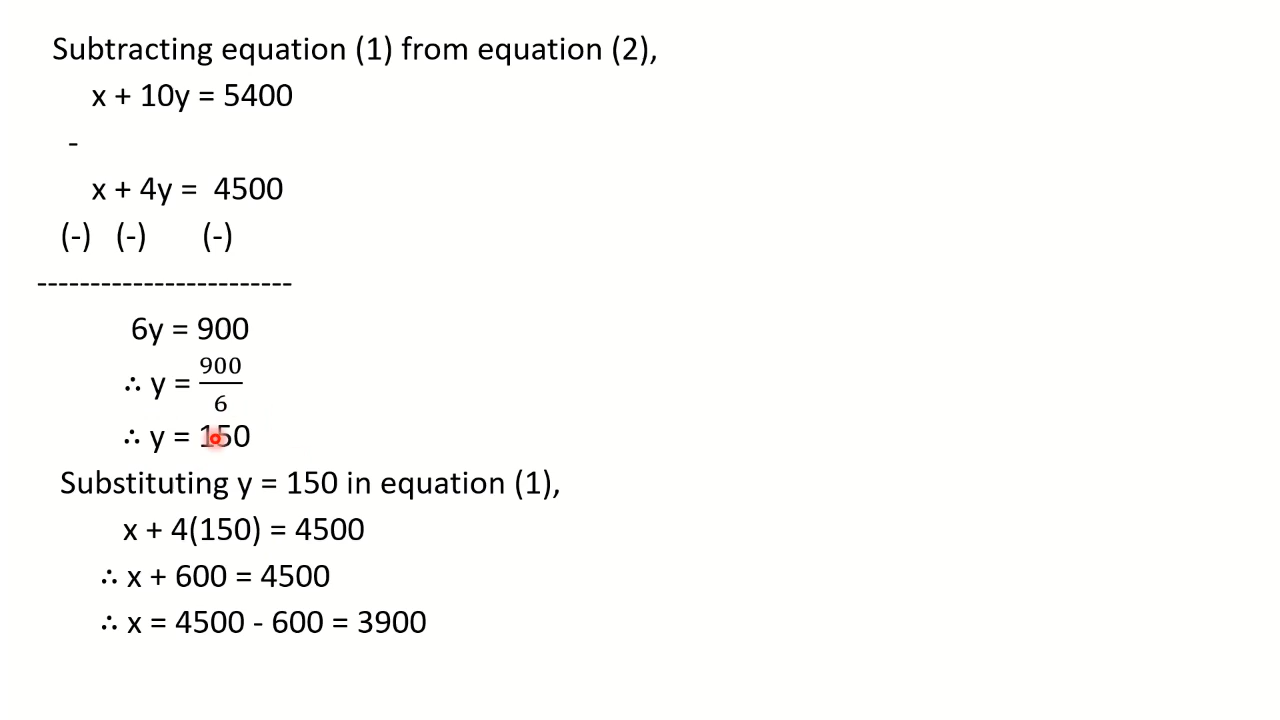 Subtracting equation (1) from equation (2),
x + 10y = 5400
-
x + 4y = 4500
(-) (-) (-)
------------------------
6y = 900
∴ y = 900/6
∴ y = 150
Substituting y = 150 in equation (1),
x + 4(150) = 4500
∴ x + 600 = 4500
∴ x = 4500 - 600 = 3900